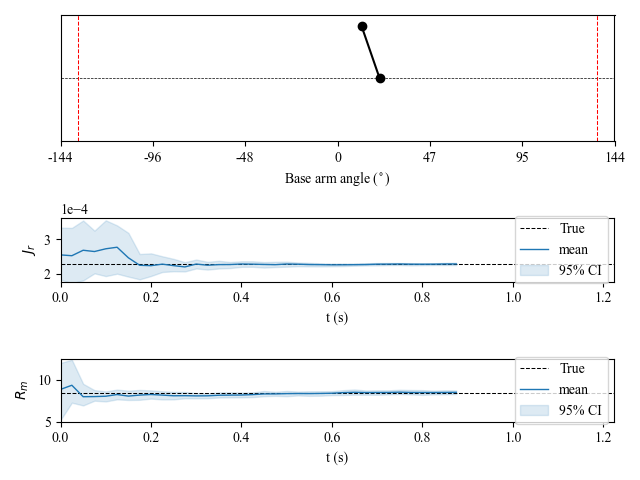 -144 -96 -48 0 47 95 144
Base arm angle (°)
1e−4
J_r
3
2
True
mean
95% CI
0.0 0.2 0.4 0.6 0.8 1.0 1.2
t (s)
R_m
10
5
True
mean
95% CI
0.0 0.2 0.4 0.6 0.8 1.0 1.2
t (s)